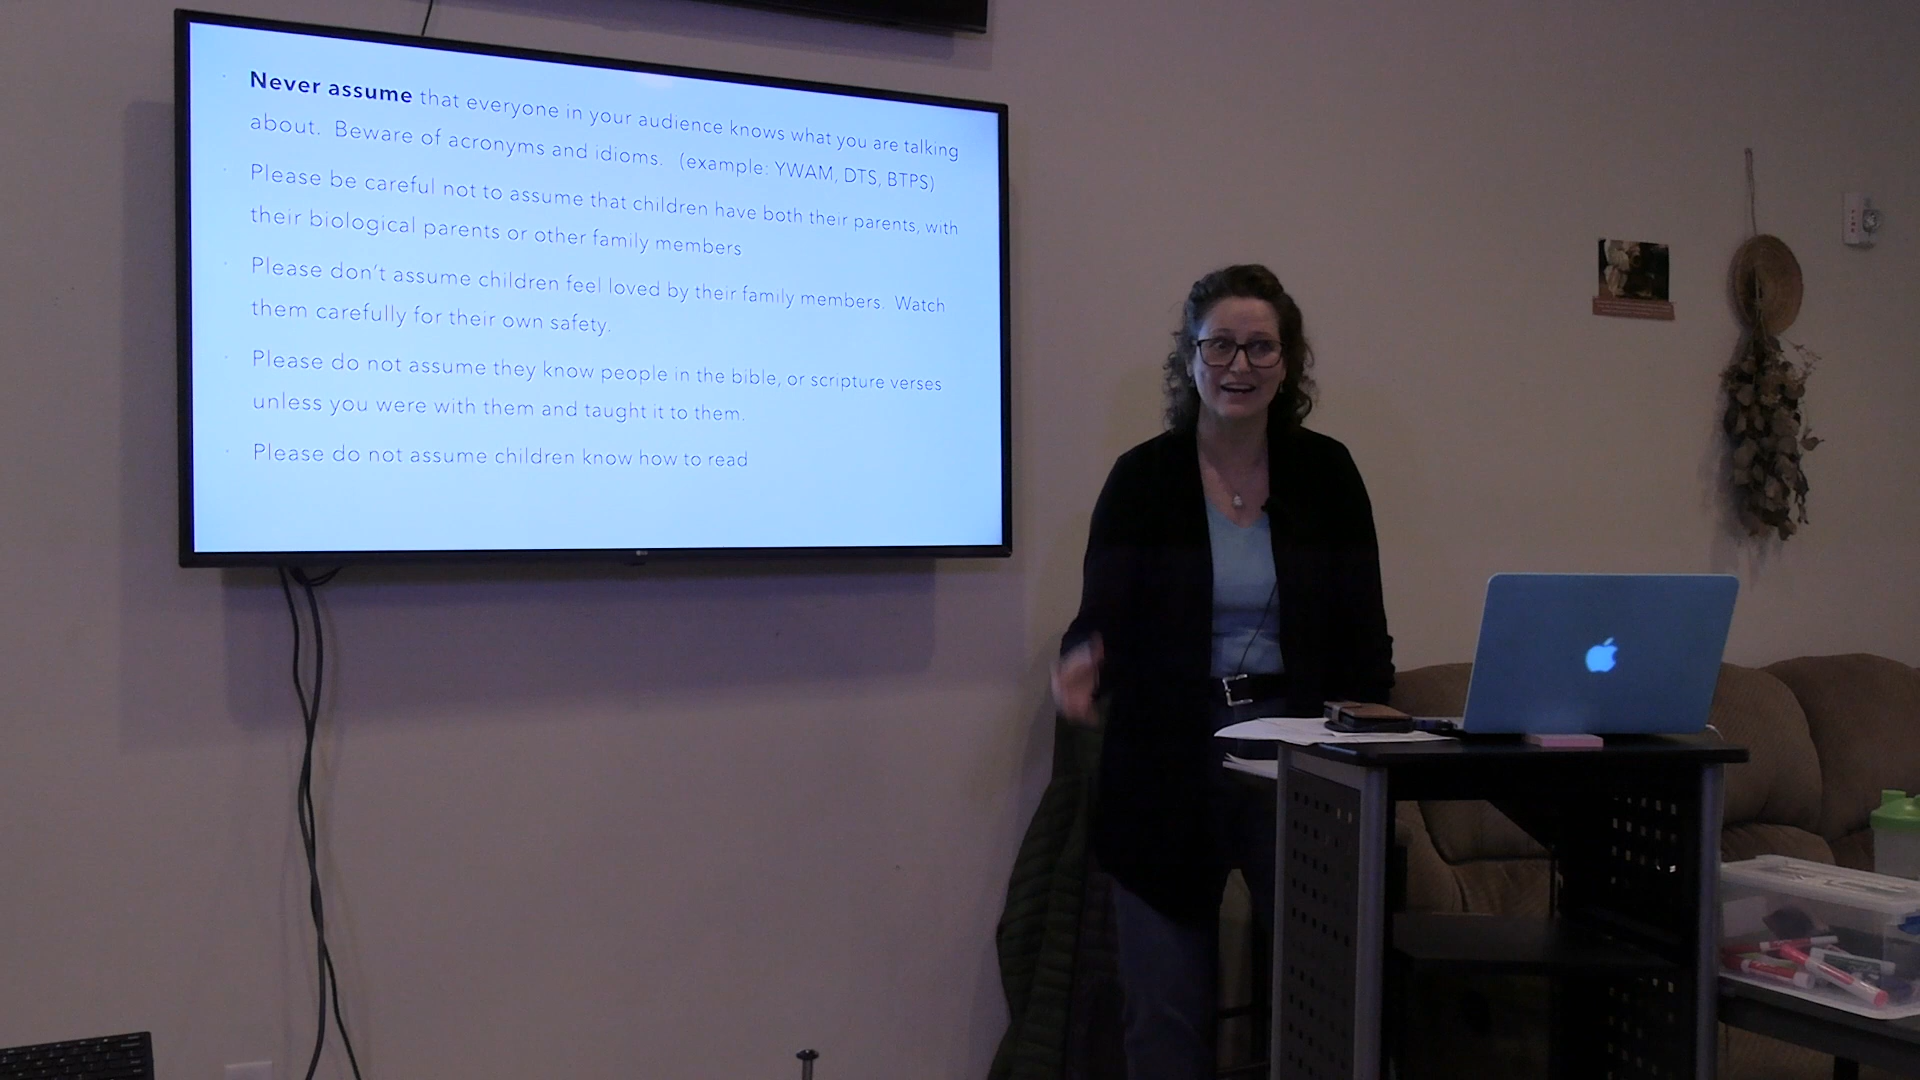 Never assume that everyone in your audience knows what you are talking
about. Beware of acronyms and idioms. (example: YWAM, DTS, BTPS)
Please be careful not to assume that children have both their parents, with
their biological parents or other family members
Please don't assume children feel loved by their family members. Watch
them carefully for their own safety.
Please do not assume they know people in the bible, or scripture verses
unless you were with them and taught it to them.
Please do not assume children know how to read
FIRE